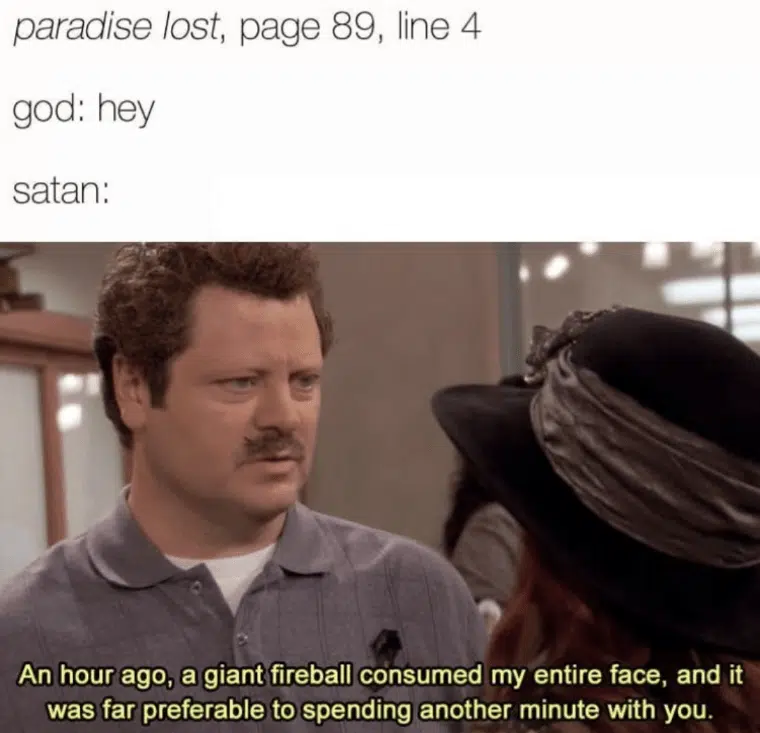 paradise lost, page 89, line 4
god: hey
satan:
An hour ago, a giant fireball consumed my entire face, and it
was far preferable to spending another minute with you.